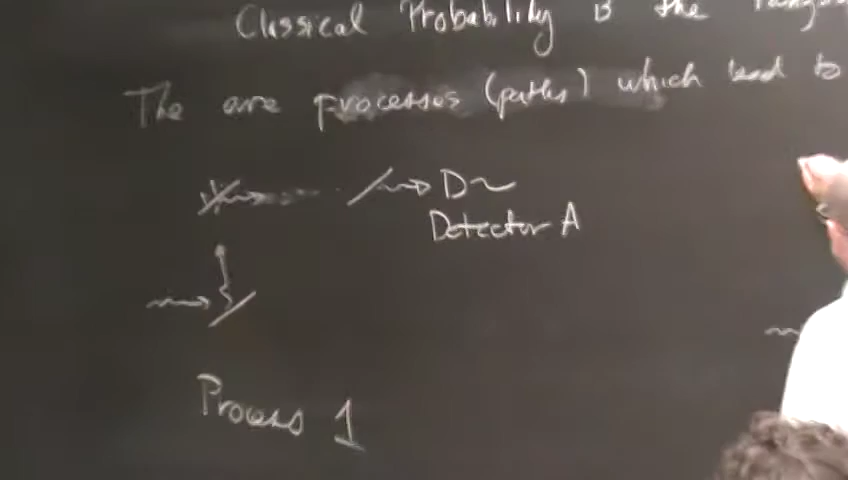 Classical Probability is the
The are processes (paths) which lead to
D
Detector A
Process 1